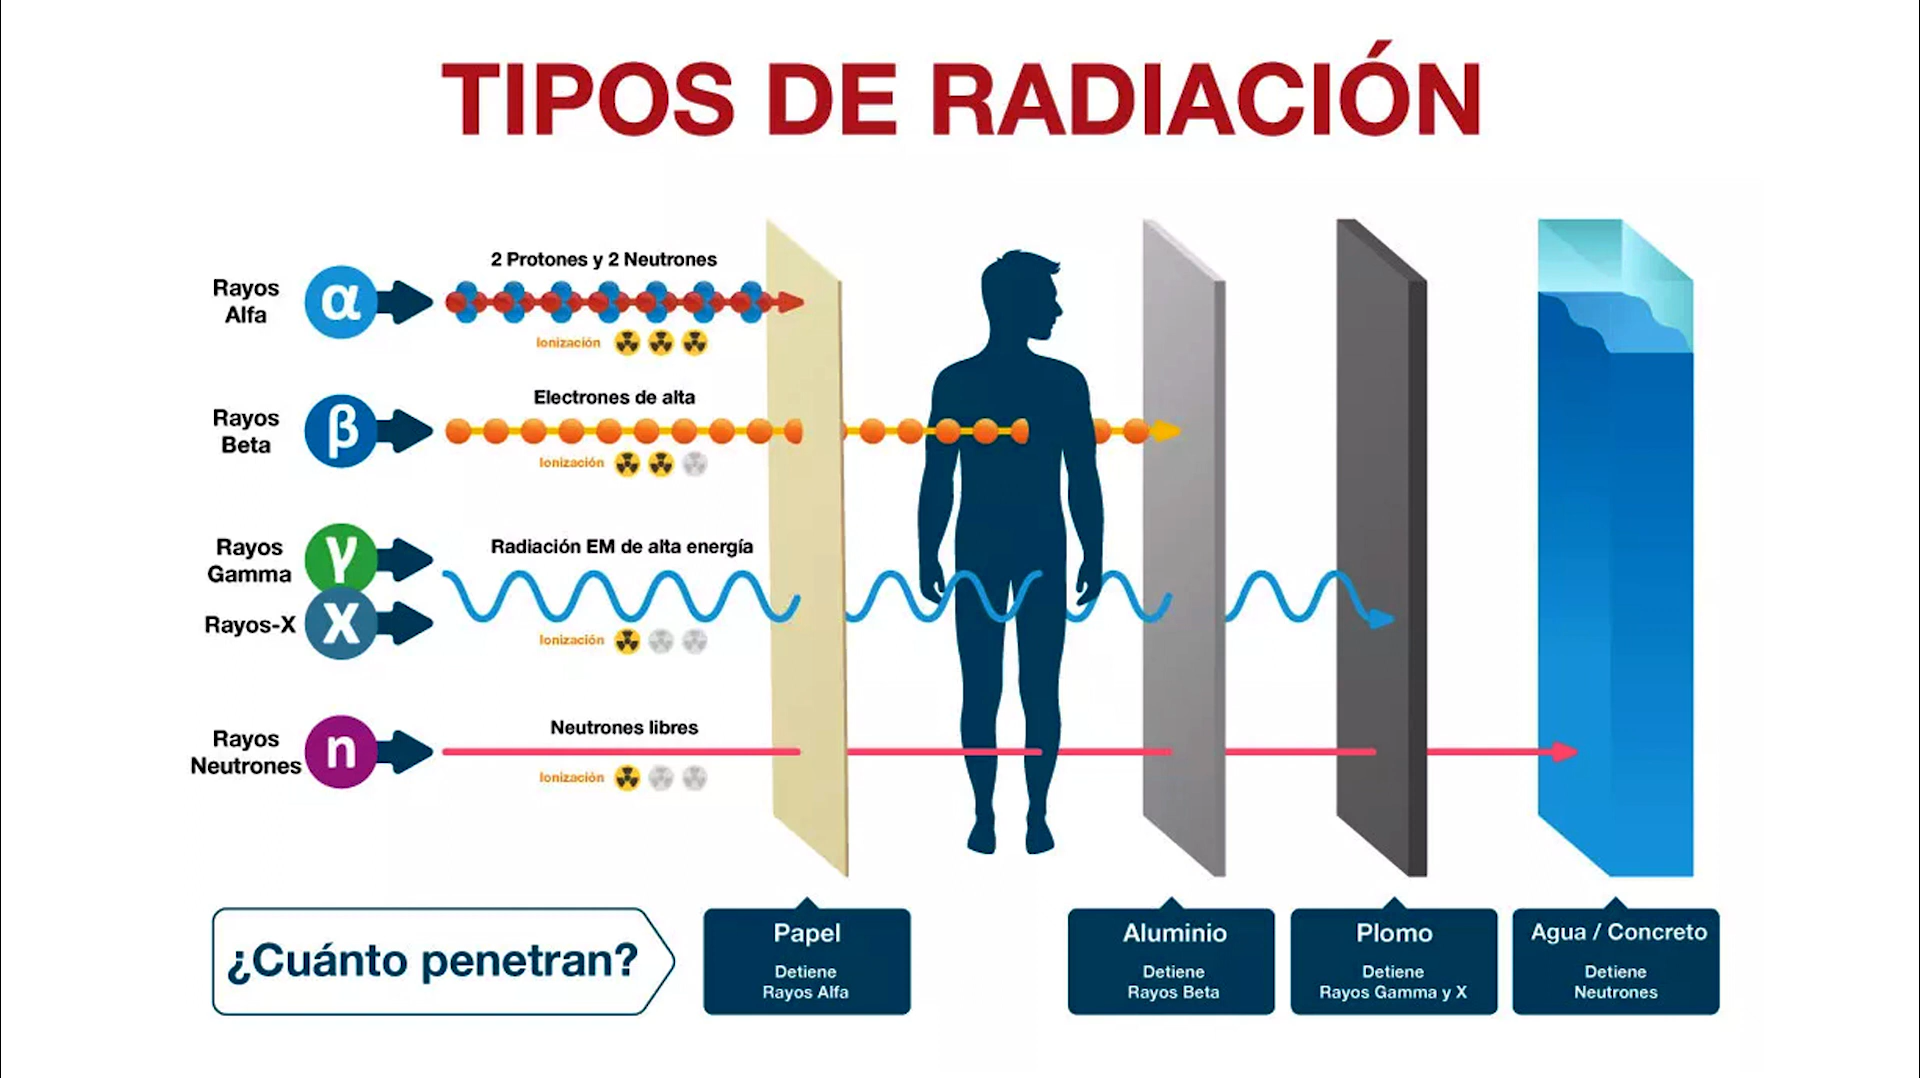 TIPOS DE RADIACIÓN
Rayos
Alfa
α
2 Protones y 2 Neutrones
Ionización
Rayos
Beta
β
Electrones de alta
Ionización
Rayos
Gamma
γ
Radiación EM de alta energía
Rayos-X
X
Ionización
Rayos
Neutrones
n
Neutrones libres
Ionización
¿Cuánto penetran?
Papel
Detiene
Rayos Alfa
Aluminio
Detiene
Rayos Beta
Plomo
Detiene
Rayos Gamma y X
Agua / Concreto
Detiene
Neutrones